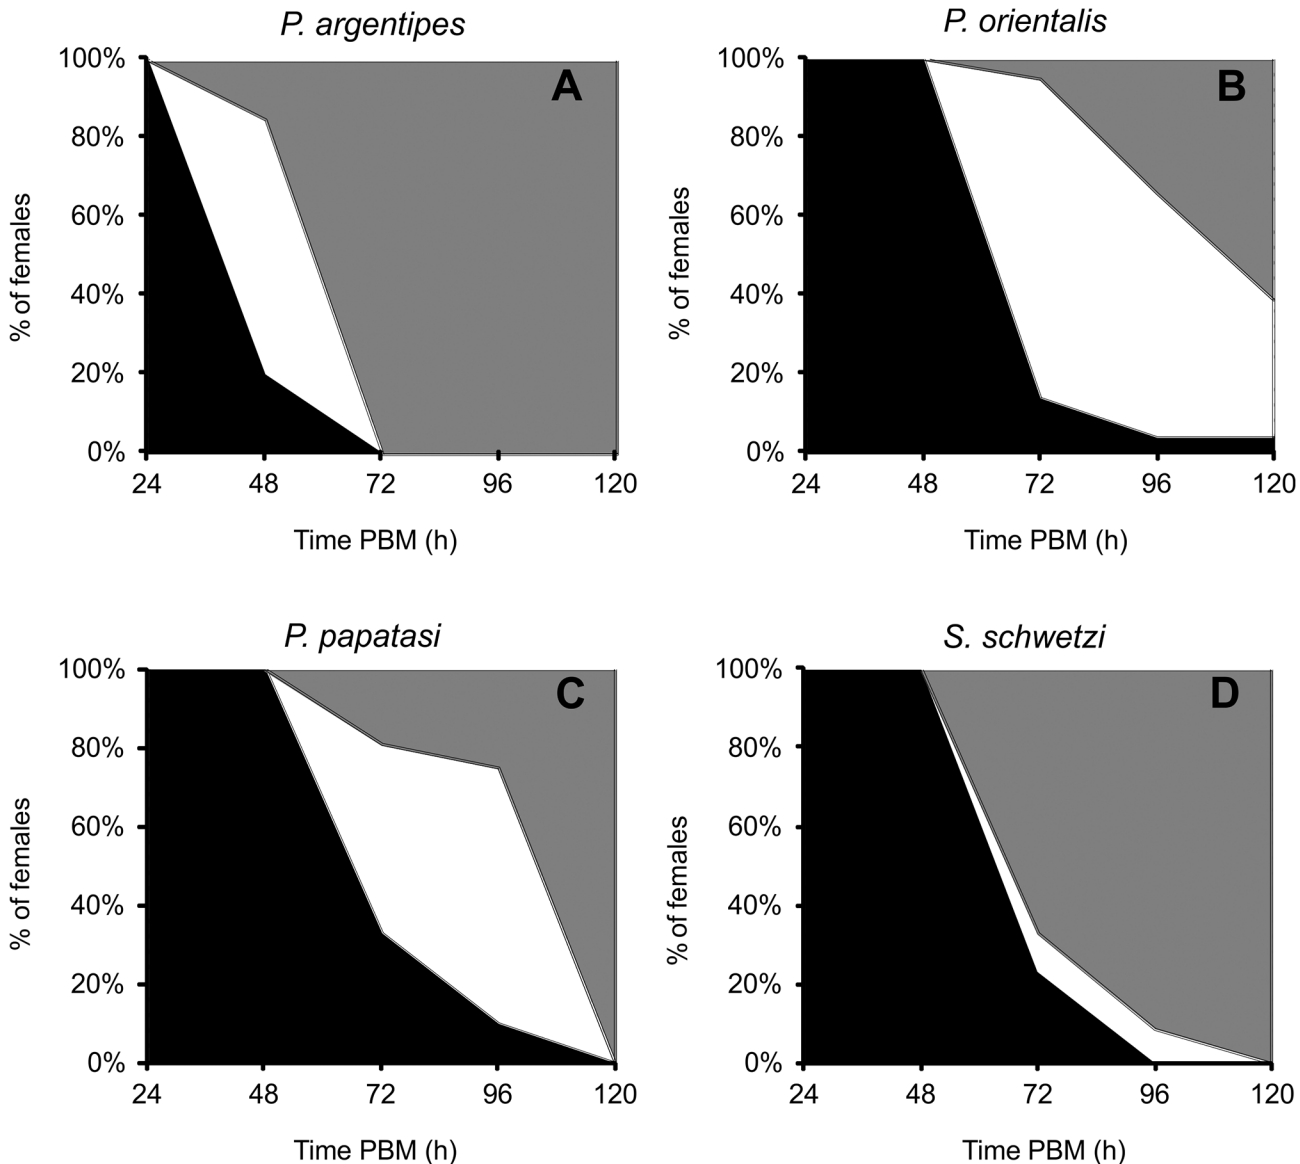 P. argentipes
A
100%
80%
60%
40%
20%
0%
% of females
24 48 72 96 120
Time PBM (h)
P. orientalis
B
100%
80%
60%
40%
20%
0%
% of females
24 48 72 96 120
Time PBM (h)
P. papatasi
C
100%
80%
60%
40%
20%
0%
% of females
24 48 72 96 120
Time PBM (h)
S. schwetzi
D
100%
80%
60%
40%
20%
0%
% of females
24 48 72 96 120
Time PBM (h)